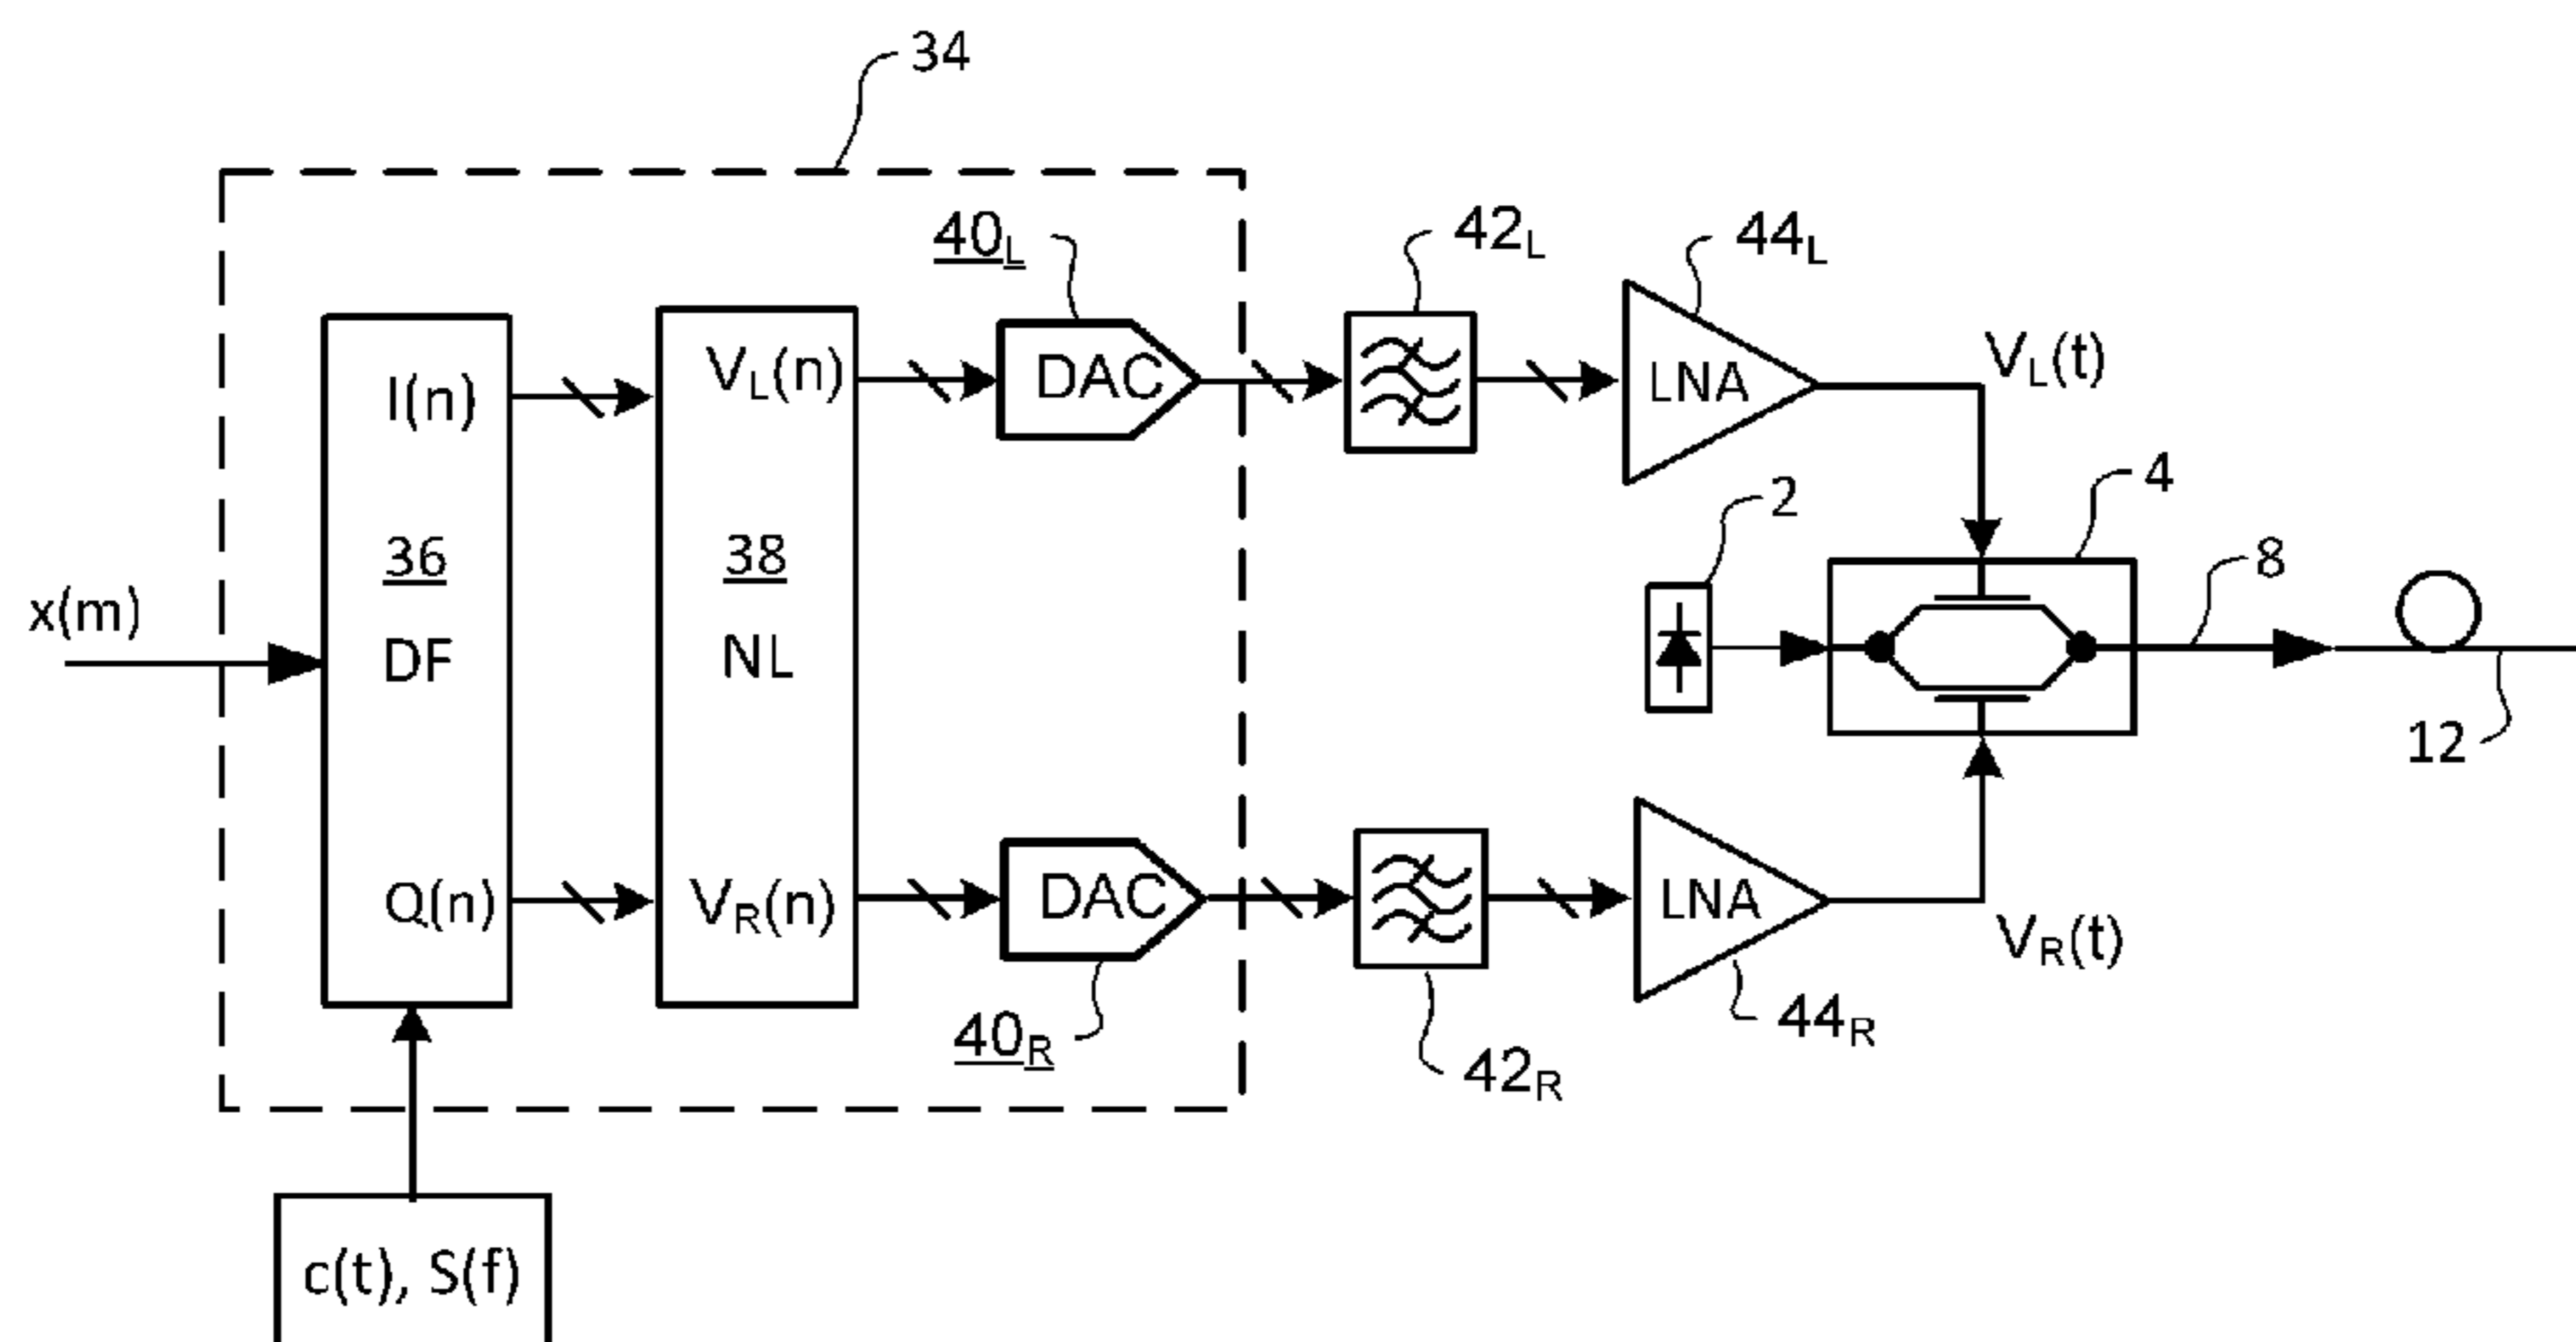 34
40L
42L
44L
I(n)
VL(n)
DAC
LNA
VL(t)
4
2
36
38
8
x(m)
DF
NL
12
Q(n)
VR(n)
DAC
LNA
VR(t)
40R
42R
44R
c(t), S(f)